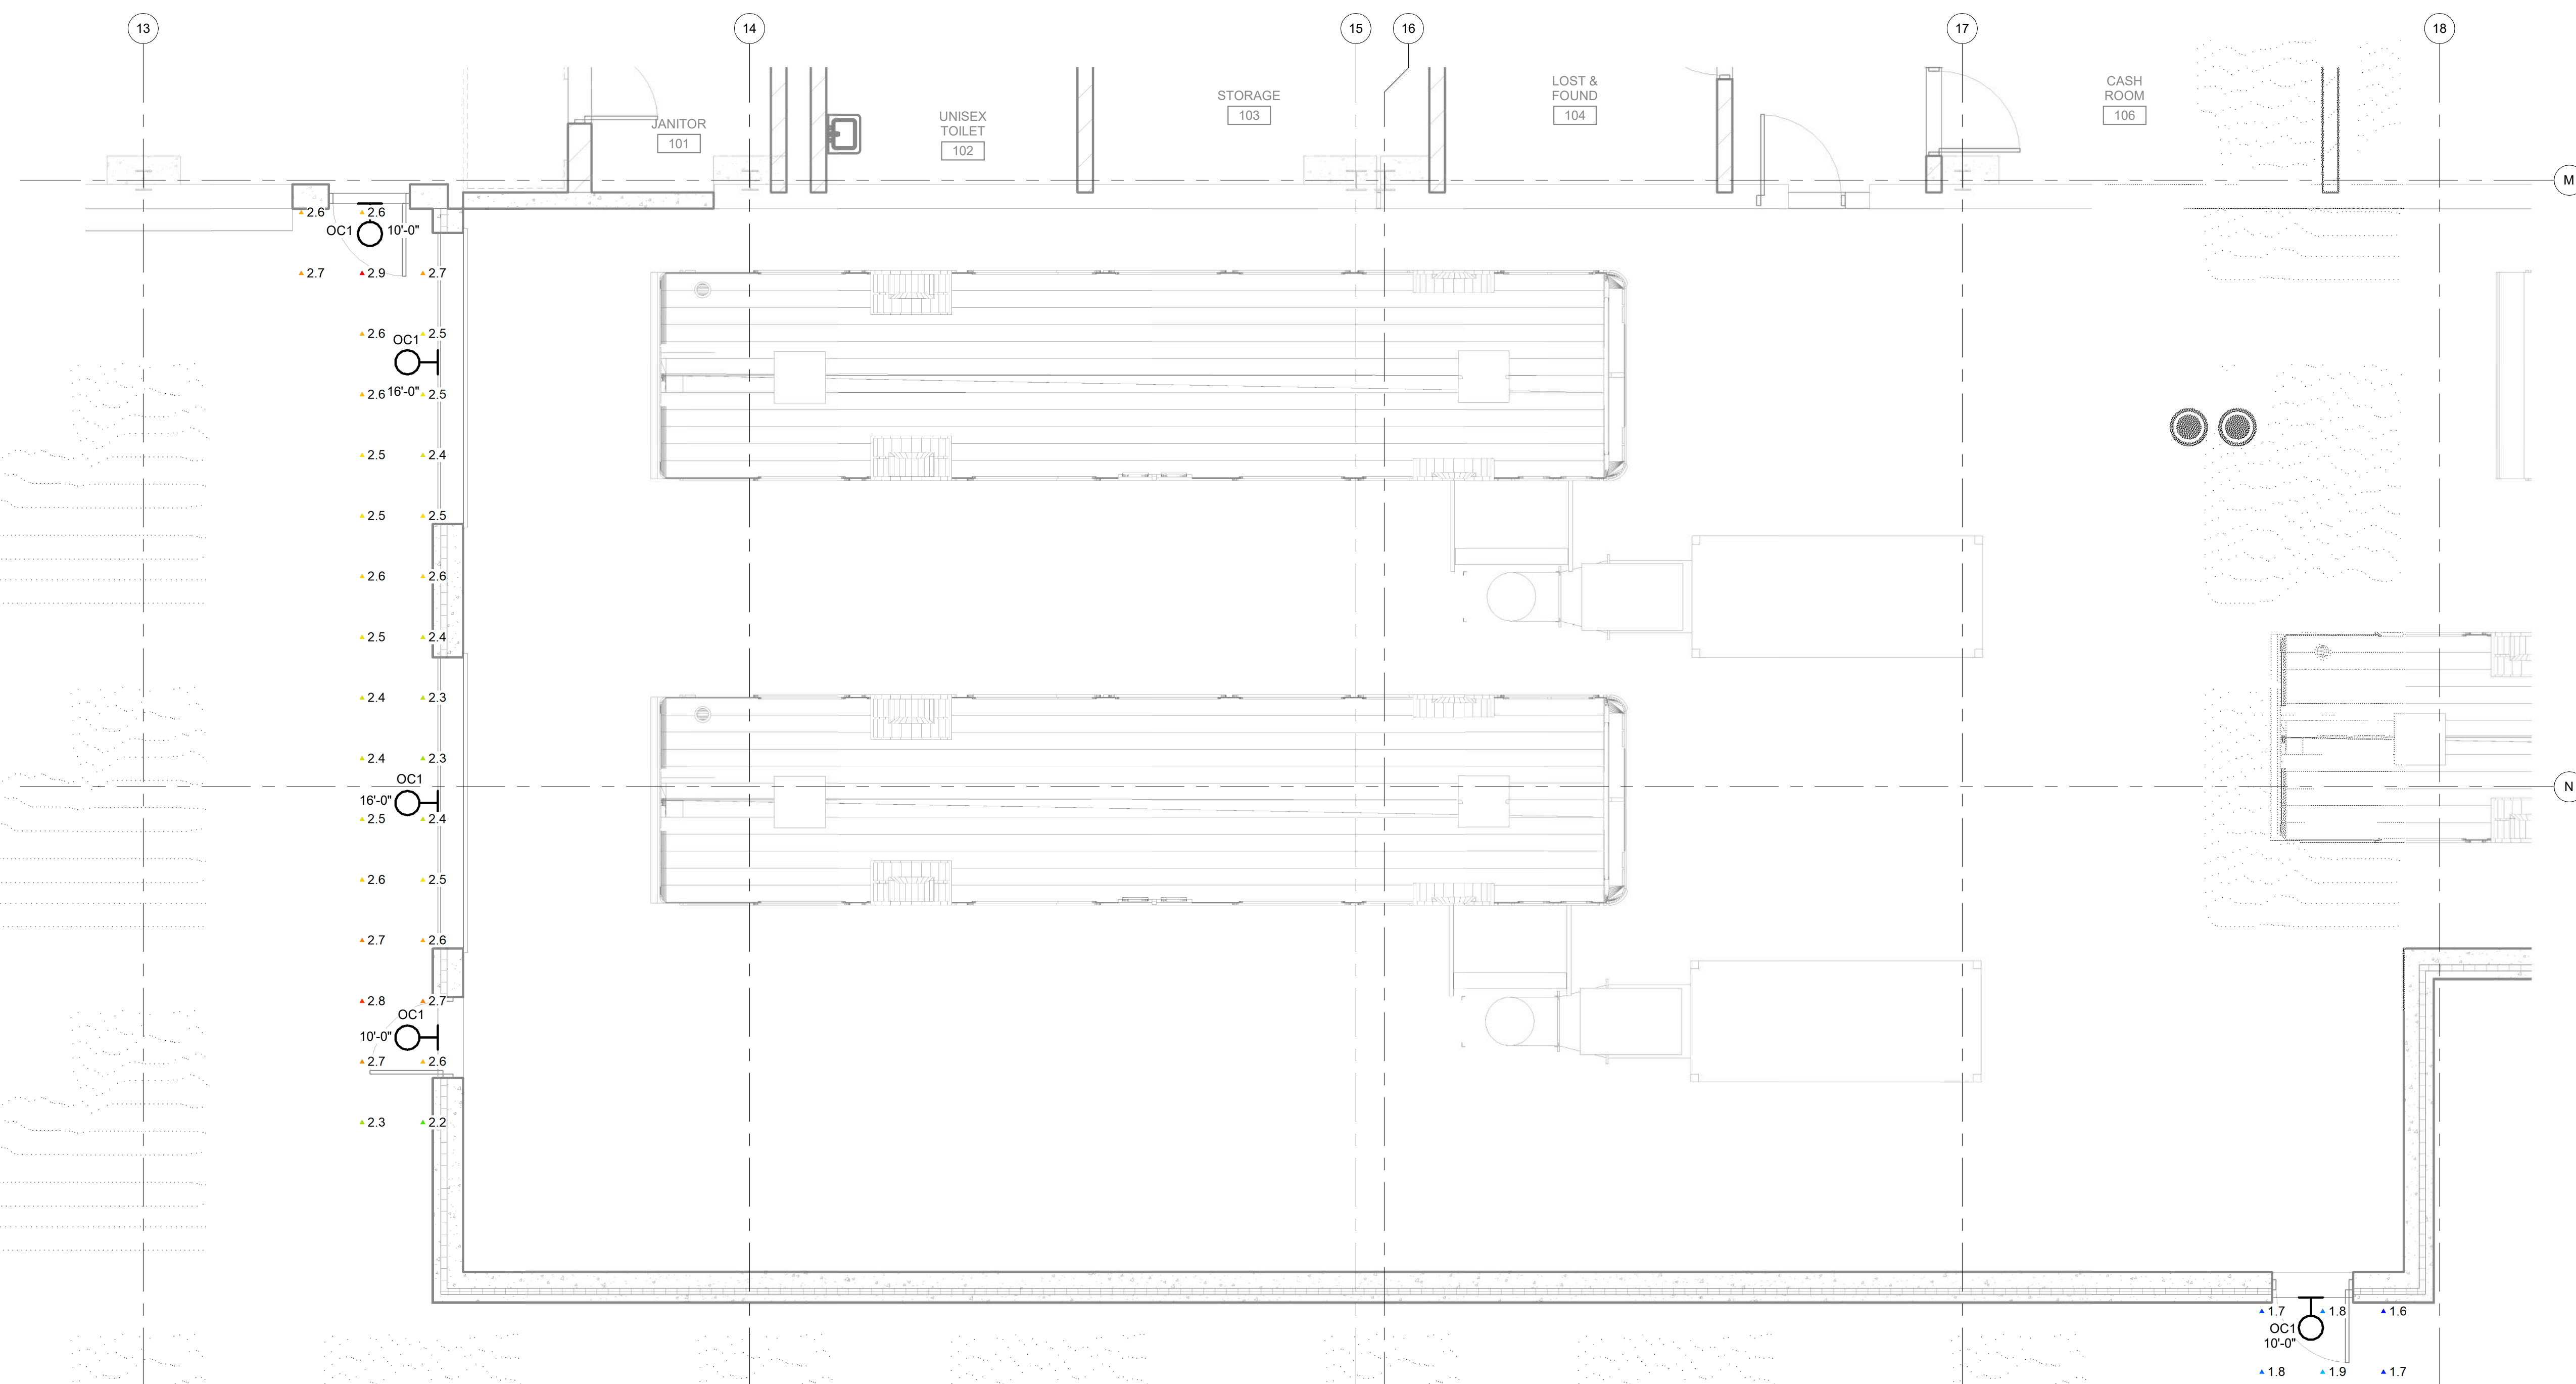 13
14
15
16
17
18
LOST &
FOUND
104
CASH
ROOM
106
STORAGE
103
UNISEX
TOILET
102
JANITOR
101
M
2.6 2.6
OC1 10'-0"
2.7 2.9 2.7
2.6 2.5
OC1
2.6 16'-0" 2.5
2.5 2.4
2.5 2.5
2.6 2.6
2.5 2.4
2.4 2.3
2.4 2.3
OC1
N
16'-0"
2.5 2.4
2.6 2.5
2.7 2.6
2.8 2.7
OC1
10'-0"
2.7 2.6
2.3 2.2
1.7 1.8 1.6
OC1
10'-0"
1.8 1.9 1.7